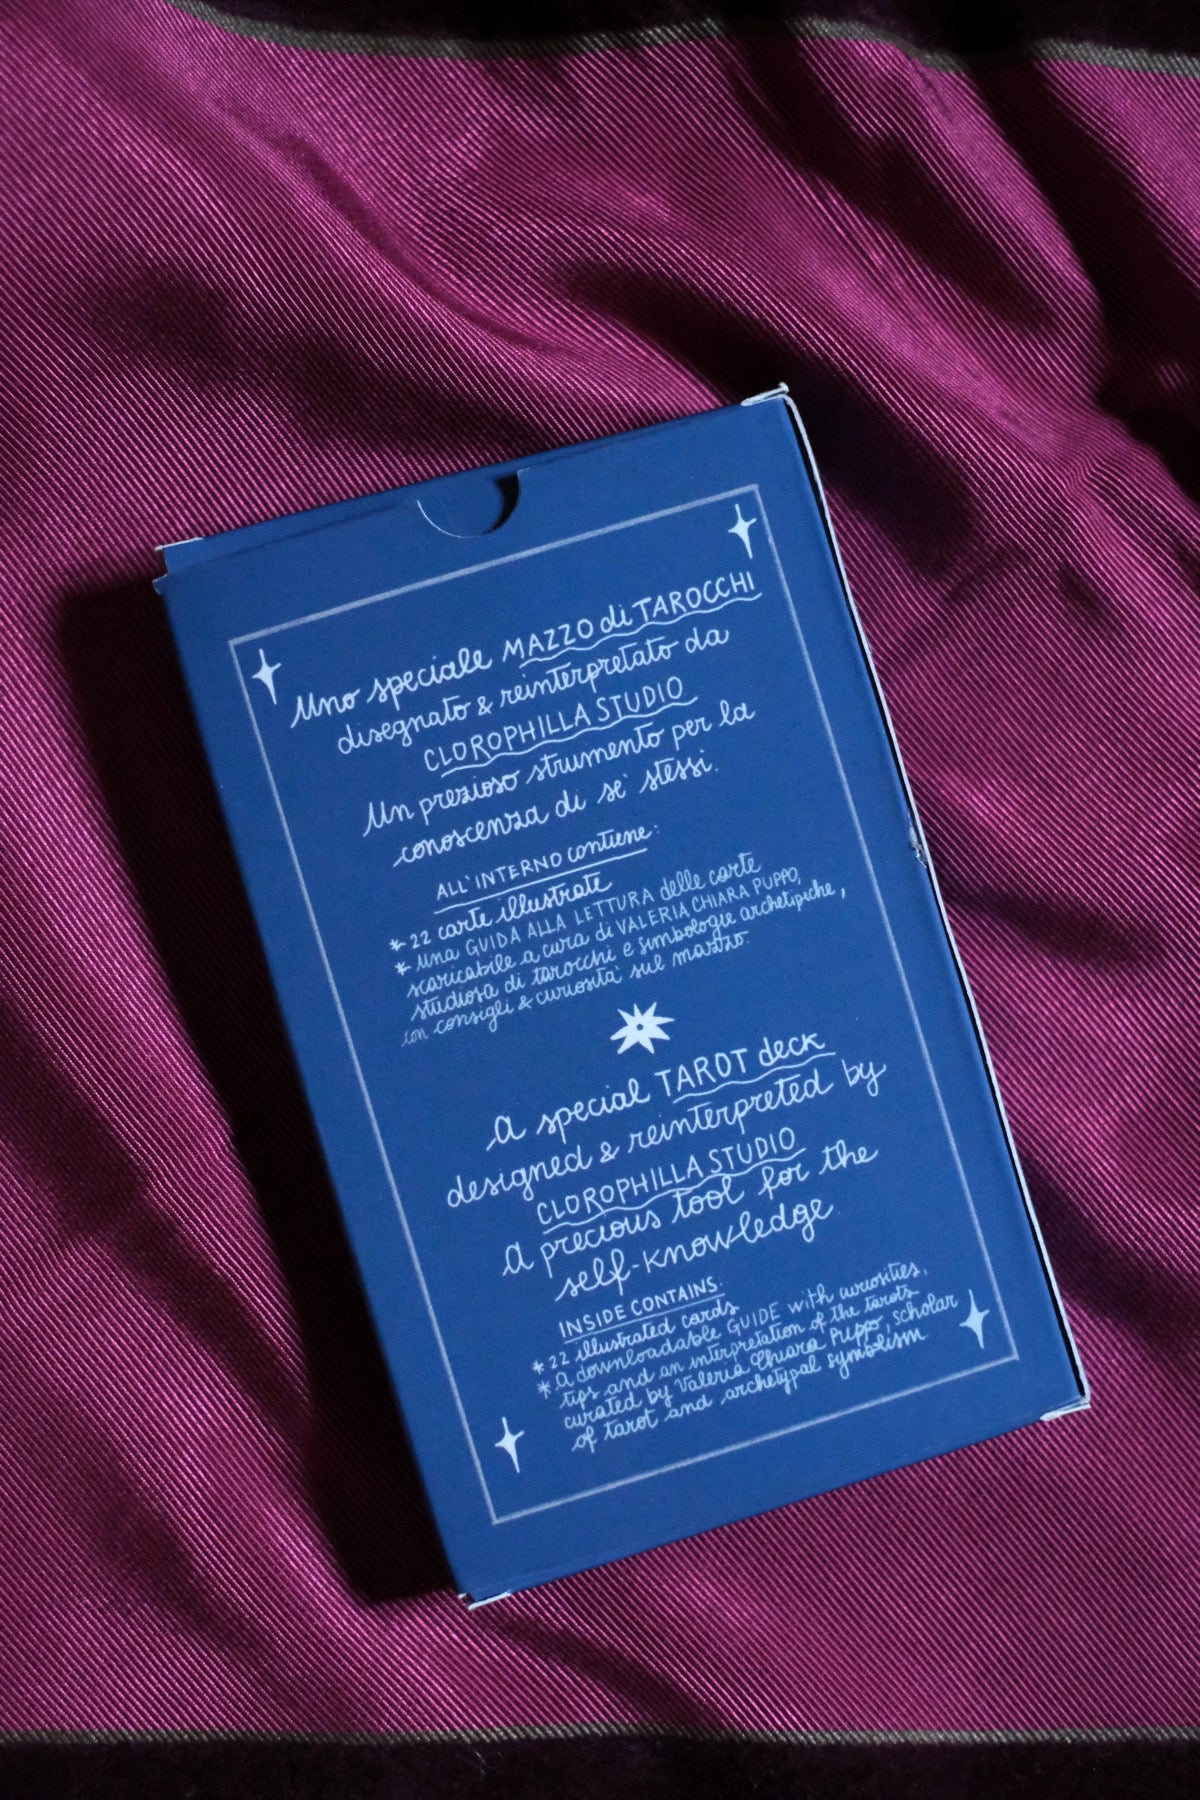 Uno speciale MAZZO di TAROCCHI
disegnato & reinterpretato da
CLOROPHILLA STUDIO
Un prezioso strumento per la
conoscenza di se' stessi.
ALL'INTERNO contiene:
* 22 carte illustrate
* una GUIDA ALLA LETTURA delle carte
scaricabile a cura di VALERIA CHIARA PUPPO,
studiosa di tarocchi e simbologie archetipiche,
con consigli & curiosità sul mazzo.
A special TAROT deck
designed & reinterpreted by
CLOROPHILLA STUDIO
A precious tool for the
self-knowledge.
INSIDE CONTAINS:
* 22 illustrated cards
* a downloadable GUIDE with curiosities,
tips and an interpretation of the tarots
curated by Valeria Chiara Puppo, scholar
of tarot and archetypal symbolism.